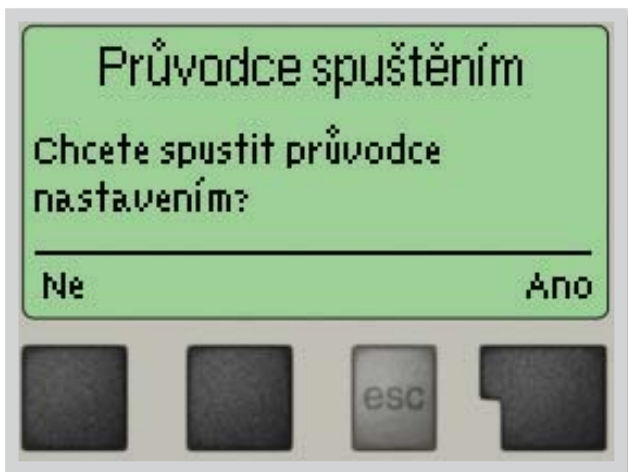 Průvodce spuštěním
Chcete spustit průvodce
nastavením?
Ne Ano
esc